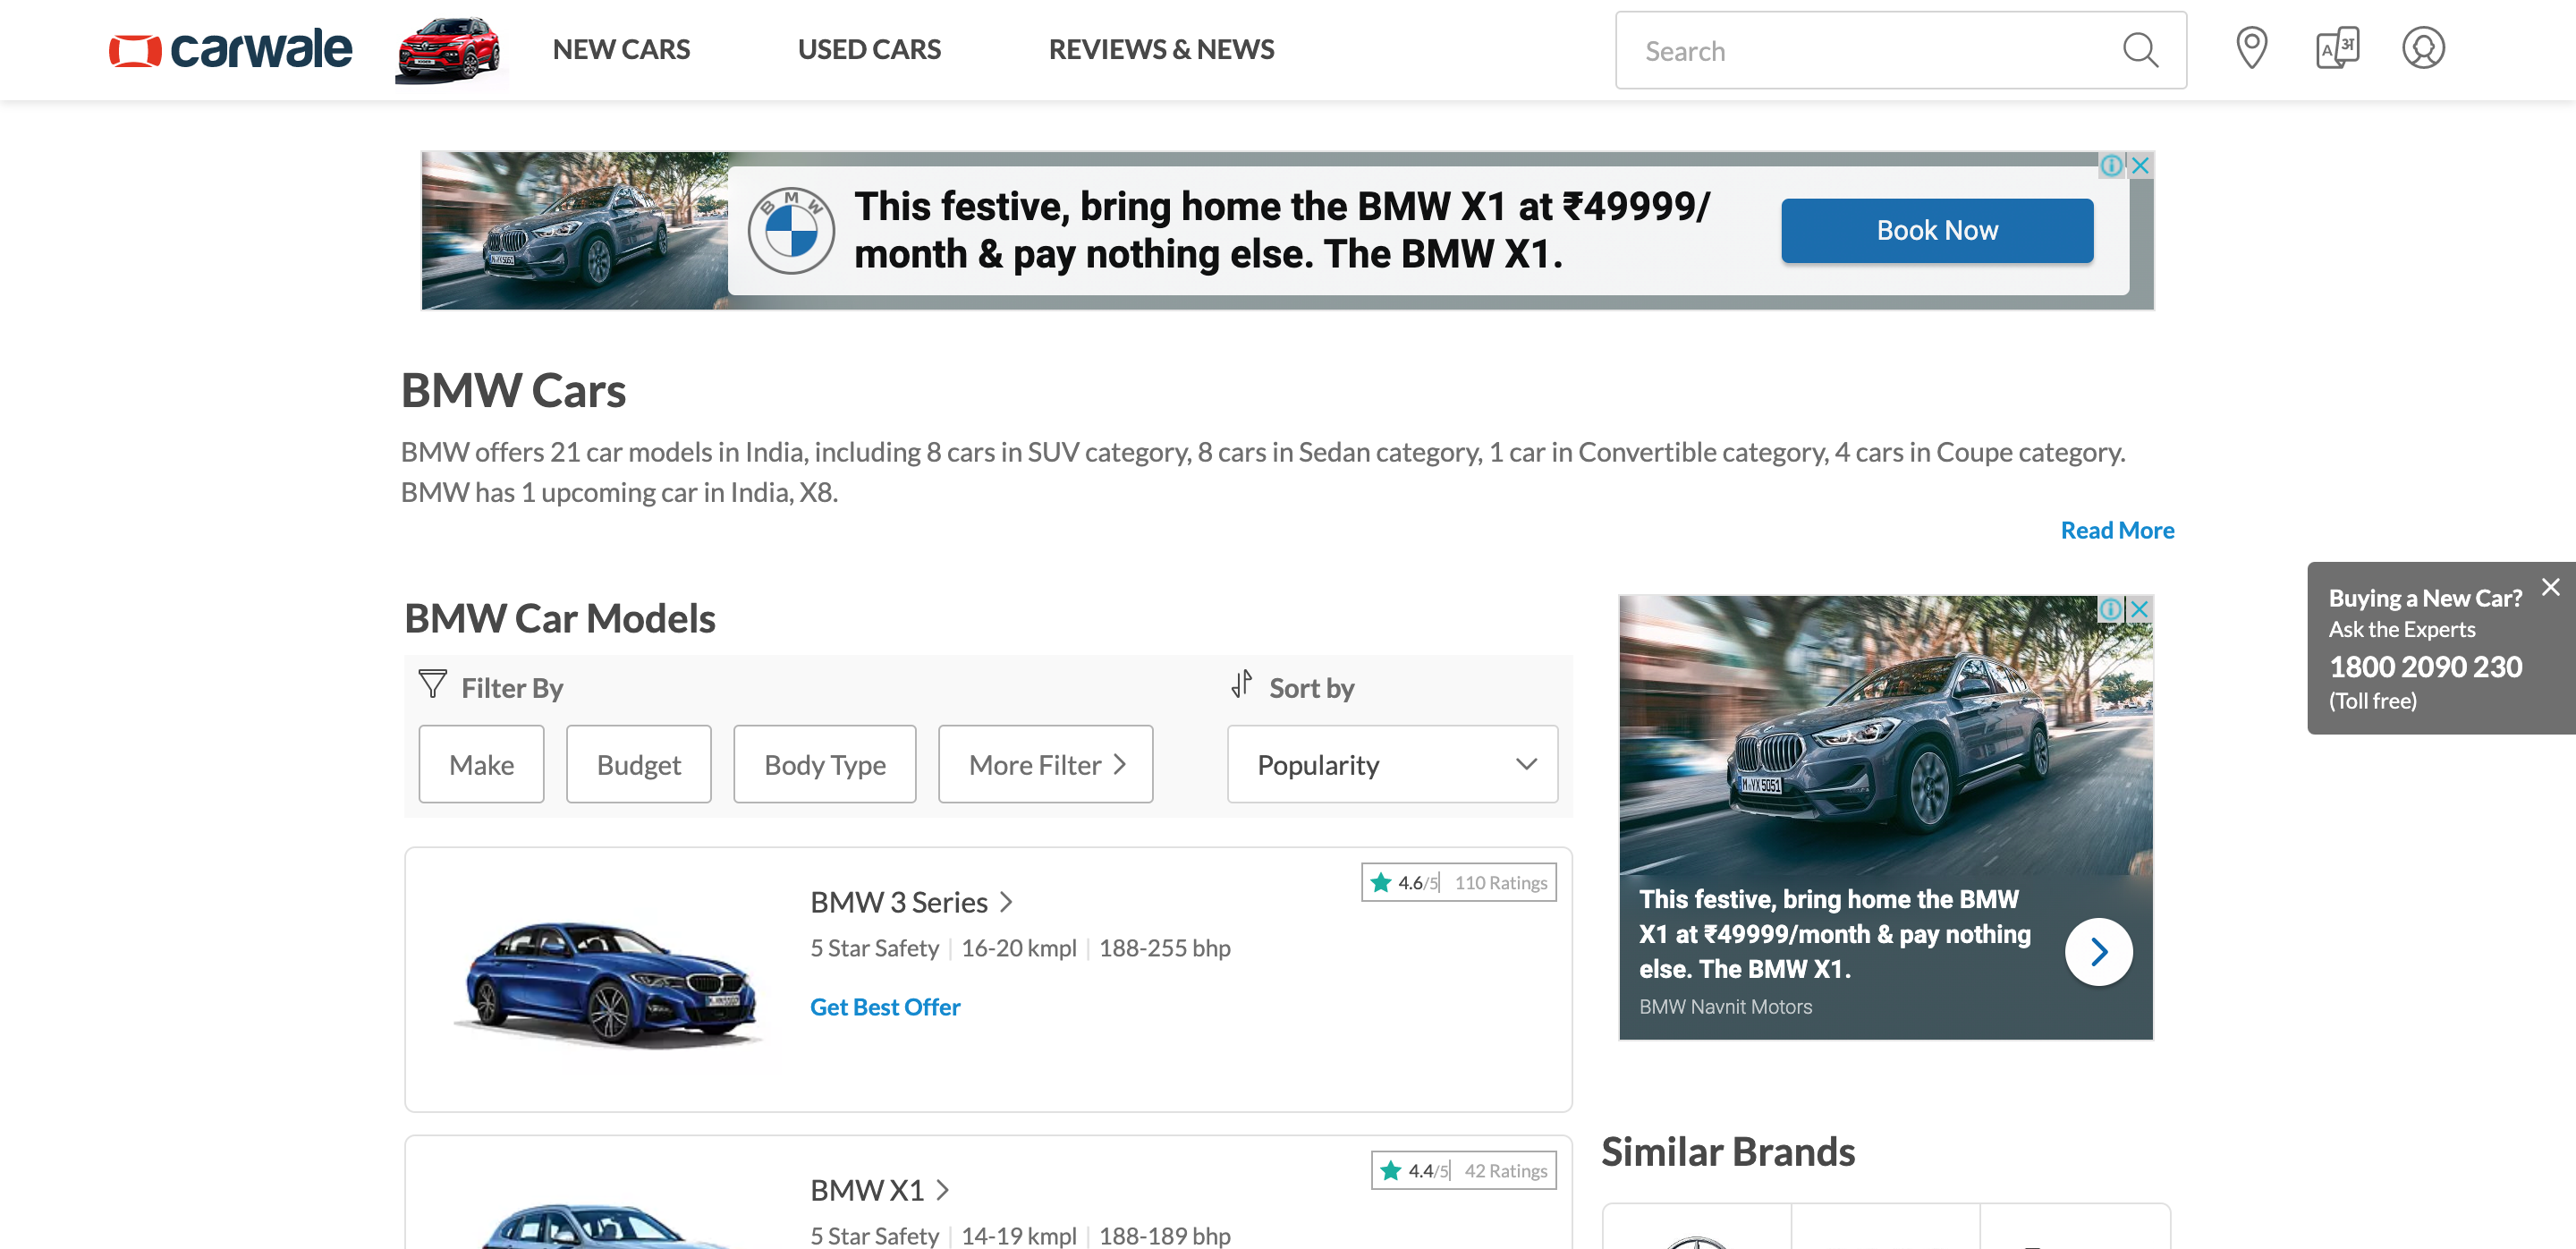 carwale
NEW CARS
USED CARS
REVIEWS & NEWS
Search
BMW
This festive, bring home the BMW X1 at ₹49999/
month & pay nothing else. The BMW X1.
Book Now
BMW Cars
BMW offers 21 car models in India, including 8 cars in SUV category, 8 cars in Sedan category, 1 car in Convertible category, 4 cars in Coupe category.
BMW has 1 upcoming car in India, X8.
Read More
Buying a New Car?
Ask the Experts
1800 2090 230
(Toll free)
BMW Car Models
Filter By
Sort by
Make
Budget
Body Type
More Filter
Popularity
BMW 3 Series
4.6/5 110 Ratings
5 Star Safety | 16-20 kmpl | 188-255 bhp
Get Best Offer
This festive, bring home the BMW
X1 at ₹49999/month & pay nothing
else. The BMW X1.
BMW Navnit Motors
BMW X1
4.4/5 42 Ratings
5 Star Safety | 14-19 kmpl | 188-189 bhp
Similar Brands